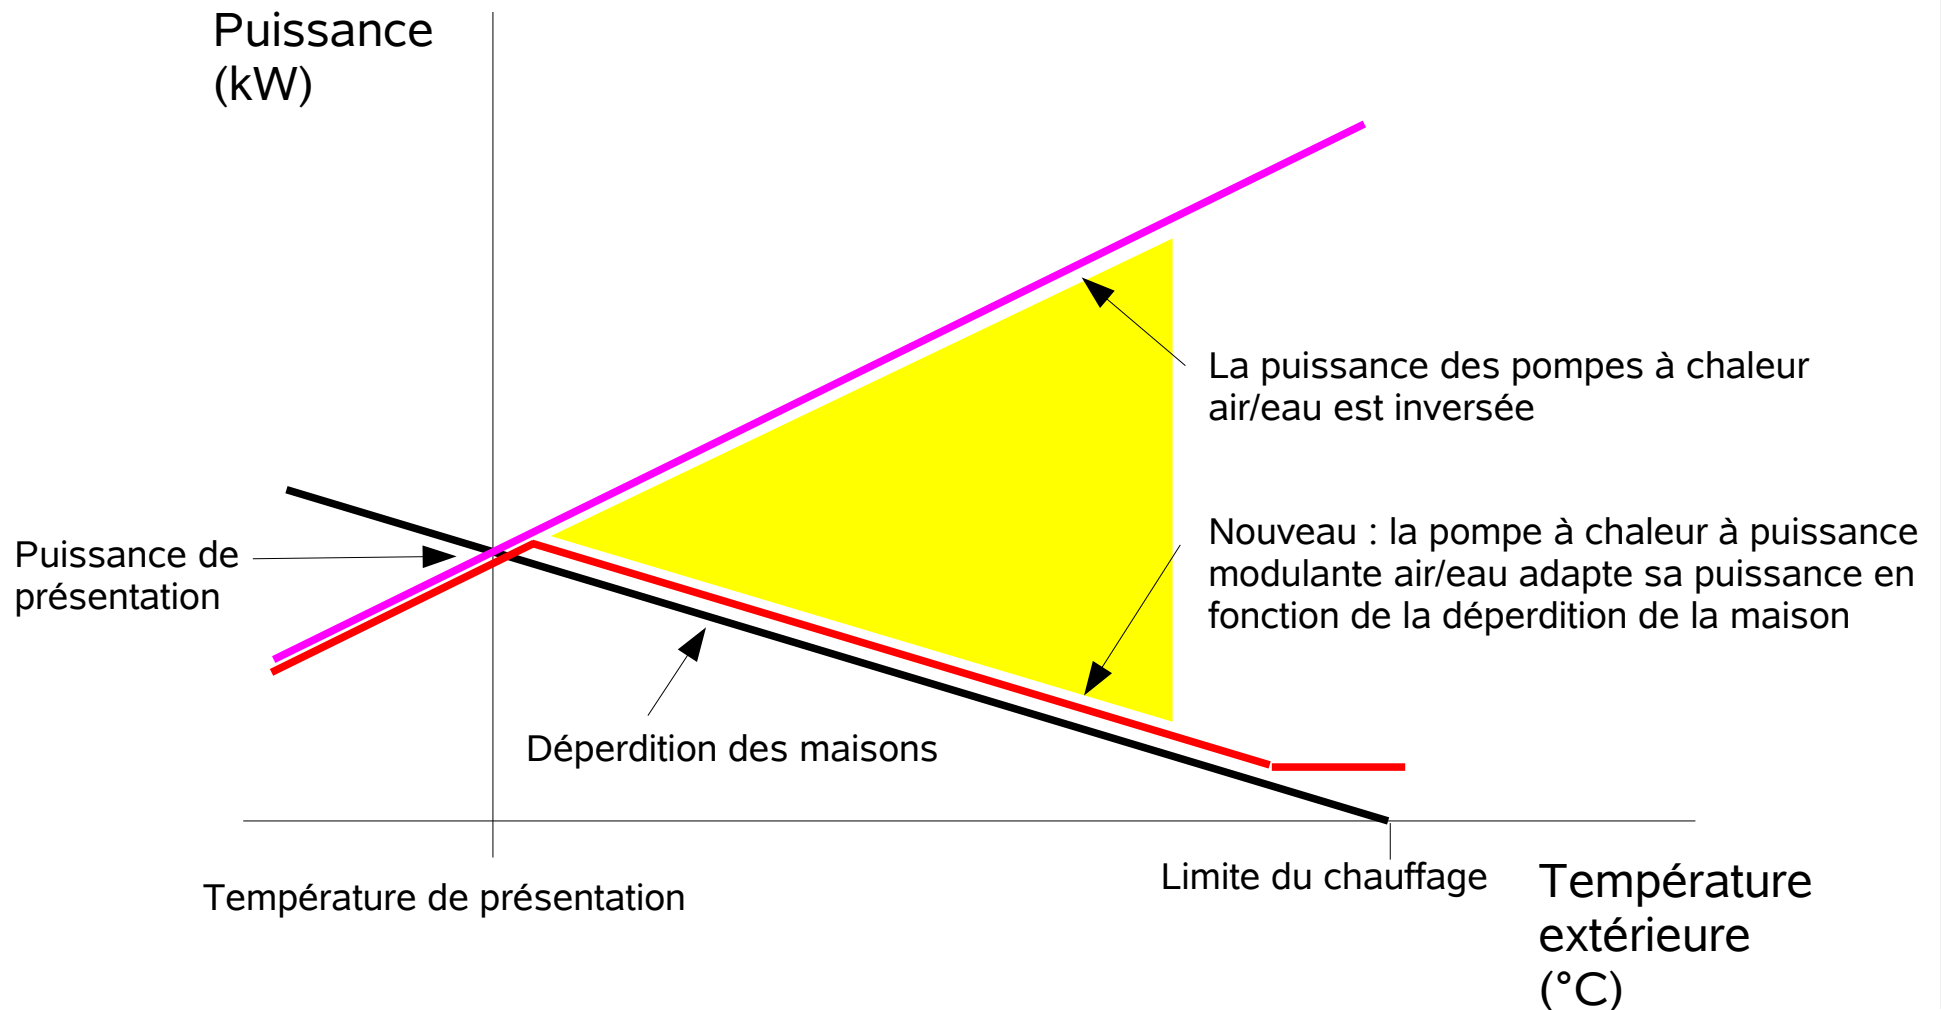 Puissance
(kW)
La puissance des pompes à chaleur
air/eau est inversée
Nouveau : la pompe à chaleur à puissance
modulante air/eau adapte sa puissance en
fonction de la déperdition de la maison
Puissance de
présentation
Déperdition des maisons
Limite du chauffage
Température de présentation
Température
extérieure
(°C)